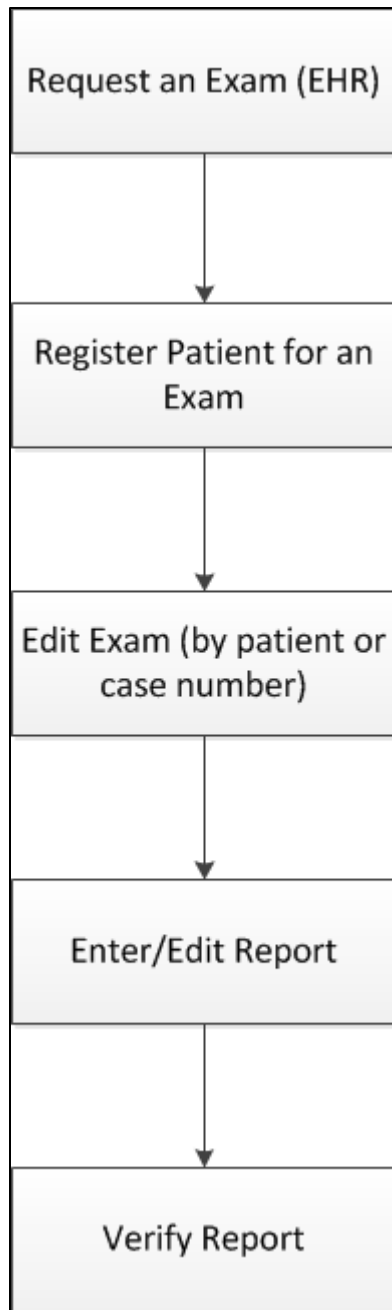 Request an Exam (EHR)
Register Patient for an
Exam
Edit Exam (by patient or
case number)
Enter/Edit Report
Verify Report